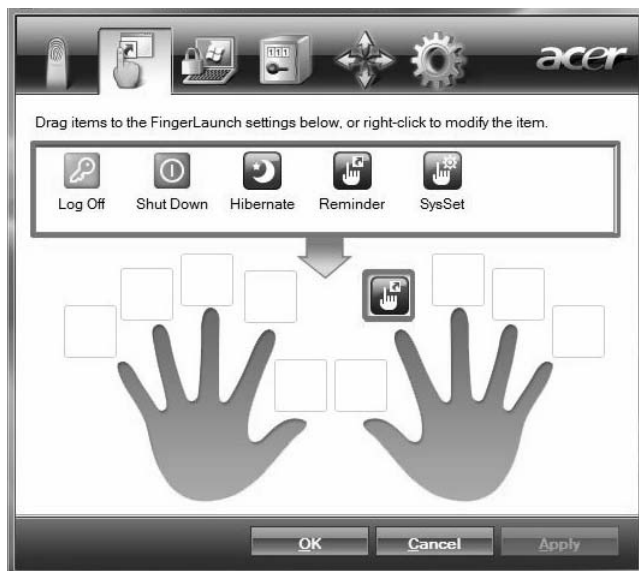 acer
Drag items to the FingerLaunch settings below, or right-click to modify the item.
Log Off Shut Down Hibernate Reminder SysSet
OK Cancel Apply